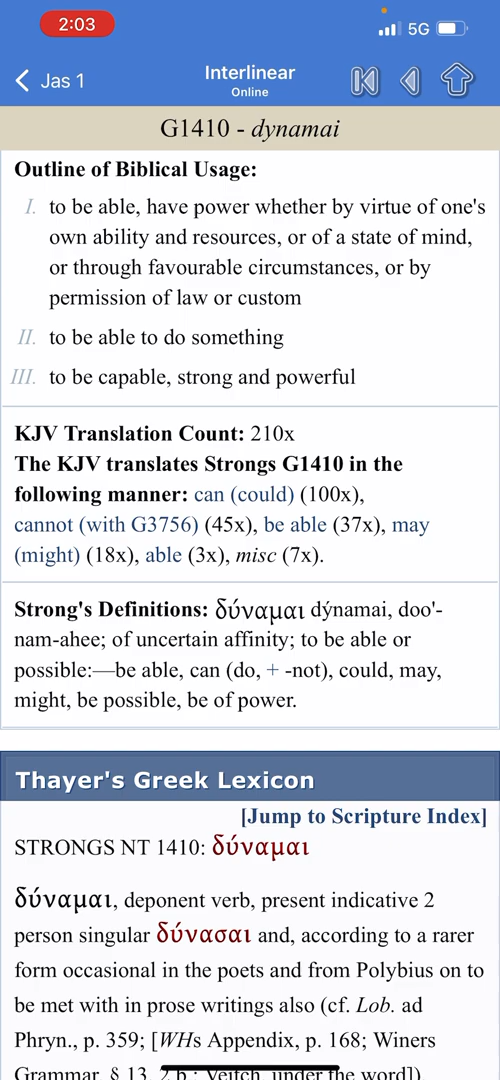 2:03
5G
Jas 1
Interlinear
Online
G1410 - dynamai
Outline of Biblical Usage:
I. to be able, have power whether by virtue of one's
own ability and resources, or of a state of mind,
or through favourable circumstances, or by
permission of law or custom
II. to be able to do something
III. to be capable, strong and powerful
KJV Translation Count: 210x
The KJV translates Strongs G1410 in the
following manner: can (could) (100x),
cannot (with G3756) (45x), be able (37x), may
(might) (18x), able (3x), misc (7x).
Strong's Definitions: δύναμαι dýnamai, doo'-
nam-ahee; of uncertain affinity; to be able or
possible:—be able, can (do, + -not), could, may,
might, be possible, be of power.
Thayer's Greek Lexicon
[Jump to Scripture Index]
STRONGS NT 1410: δύναμαι
δύναμαι, deponent verb, present indicative 2
person singular δύνασαι and, according to a rarer
form occasional in the poets and from Polybius on to
be met with in prose writings also (cf. Lob. ad
Phryn., p. 359; [WHs Appendix, p. 168; Winers
Grammar, § 13, 2 b.; Veitch, under the word])